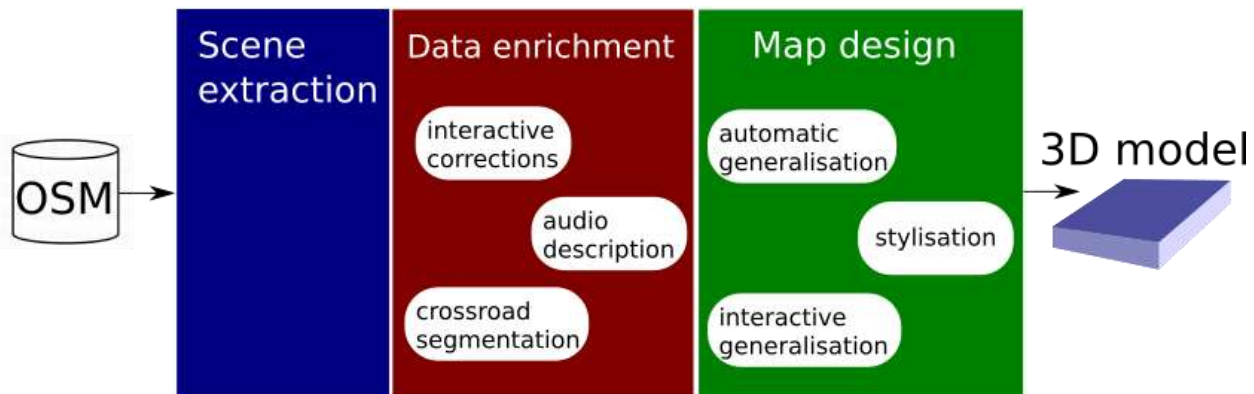 OSM
Scene
extraction
Data enrichment
interactive
corrections
audio
description
crossroad
segmentation
Map design
automatic
generalisation
stylisation
interactive
generalisation
3D model